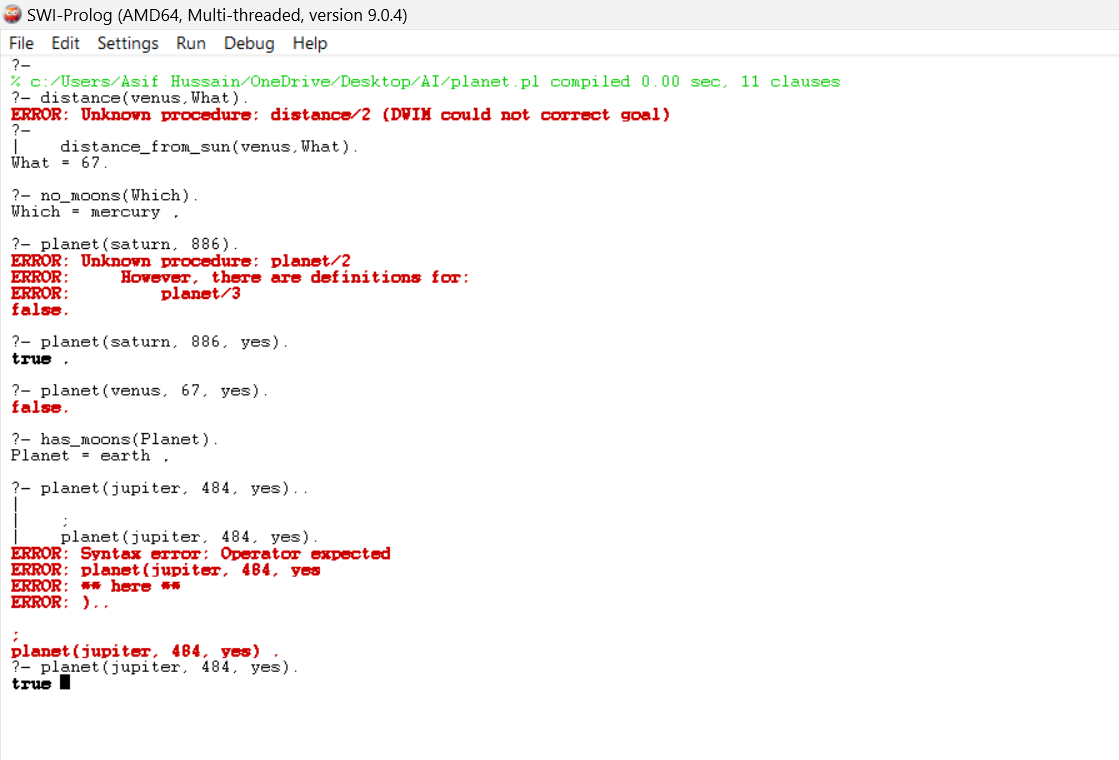 SWI-Prolog (AMD64, Multi-threaded, version 9.0.4)
File Edit Settings Run Debug Help
?-
% c:/Users/Asif Hussain/OneDrive/Desktop/AI/planet.pl compiled 0.00 sec, 11 clauses
?- distance(venus,What).
ERROR: Unknown procedure: distance/2 (DWIM could not correct goal)
?-
|    distance_from_sun(venus,What).
What = 67.
?- no_moons(Which).
Which = mercury .
?- planet(saturn, 886).
ERROR: Unknown procedure: planet/2
ERROR:     However, there are definitions for:
ERROR:         planet/3
false.
?- planet(saturn, 886, yes).
true .
?- planet(venus, 67, yes).
false.
?- has_moons(Planet).
Planet = earth .
?- planet(jupiter, 484, yes)..
|
|    ;
|    planet(jupiter, 484, yes).
ERROR: Syntax error: Operator expected
ERROR: planet(jupiter, 484, yes
ERROR: ** here **
ERROR: )..
;
planet(jupiter, 484, yes) .
?- planet(jupiter, 484, yes).
true